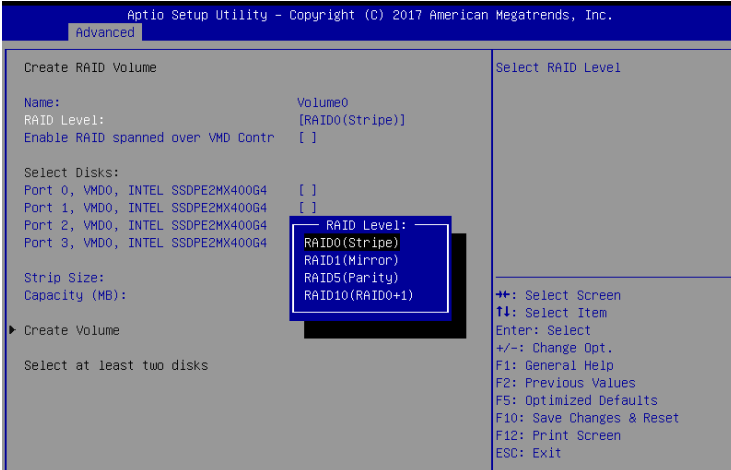 Aptio Setup Utility – Copyright (C) 2017 American Megatrends, Inc.
Advanced
Create RAID Volume
Name: Volume0
RAID Level: [RAID0(Stripe)]
Enable RAID spanned over VMD Contr [ ]
Select Disks:
Port 0, VMD0, INTEL SSDPE2MX400G4 [ ]
Port 1, VMD0, INTEL SSDPE2MX400G4 [ ]
Port 2, VMD0, INTEL SSDPE2MX400G4
Port 3, VMD0, INTEL SSDPE2MX400G4
Strip Size:
Capacity (MB):
Create Volume
Select at least two disks
RAID Level:
RAID0(Stripe)
RAID1(Mirror)
RAID5(Parity)
RAID10(RAID0+1)
Select RAID Level
→←: Select Screen
↑↓: Select Item
Enter: Select
+/-: Change Opt.
F1: General Help
F2: Previous Values
F5: Optimized Defaults
F10: Save Changes & Reset
F12: Print Screen
ESC: Exit